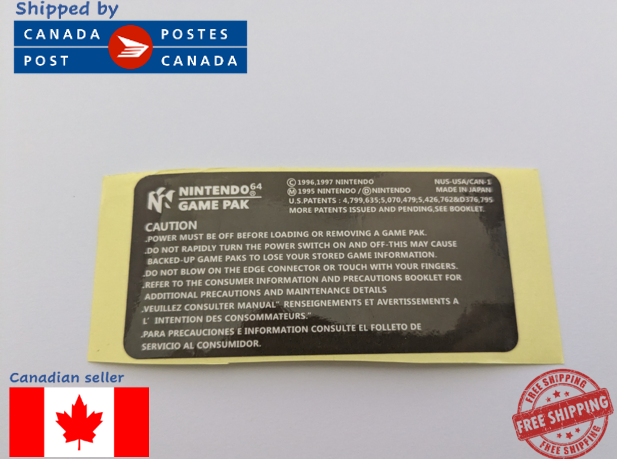 Shipped by
CANADA POSTES
POST CANADA
NINTENDO 64
GAME PAK
©1996,1997 NINTENDO
Ⓜ1995 NINTENDO /ⒹNINTENDO
U.S.PATENTS : 4,799,635;5,070,479;5,426,762&D376,795
MORE PATENTS ISSUED AND PENDING,SEE BOOKLET.
NUS-USA/CAN-1
MADE IN JAPAN
CAUTION
.POWER MUST BE OFF BEFORE LOADING OR REMOVING A GAME PAK.
.DO NOT RAPIDLY TURN THE POWER SWITCH ON AND OFF-THIS MAY CAUSE
BACKED-UP GAME PAKS TO LOSE YOUR STORED GAME INFORMATION.
.DO NOT BLOW ON THE EDGE CONNECTOR OR TOUCH WITH YOUR FINGERS.
.REFER TO THE CONSUMER INFORMATION AND PRECAUTIONS BOOKLET FOR
ADDITIONAL PRECAUTIONS AND MAINTENANCE DETAILS
.VEUILLEZ CONSULTER MANUAL" RENSEIGNEMENTS ET AVERTISSEMENTS A
L' INTENTION DES CONSOMMATEURS."
.PARA PRECAUCIONES E INFORMATION CONSULTE EL FOLLETO DE
SERVICIO AL CONSUMIDOR.
Canadian seller
FREE SHIPPING
FREE SHIPPING
FREE SHIPPING